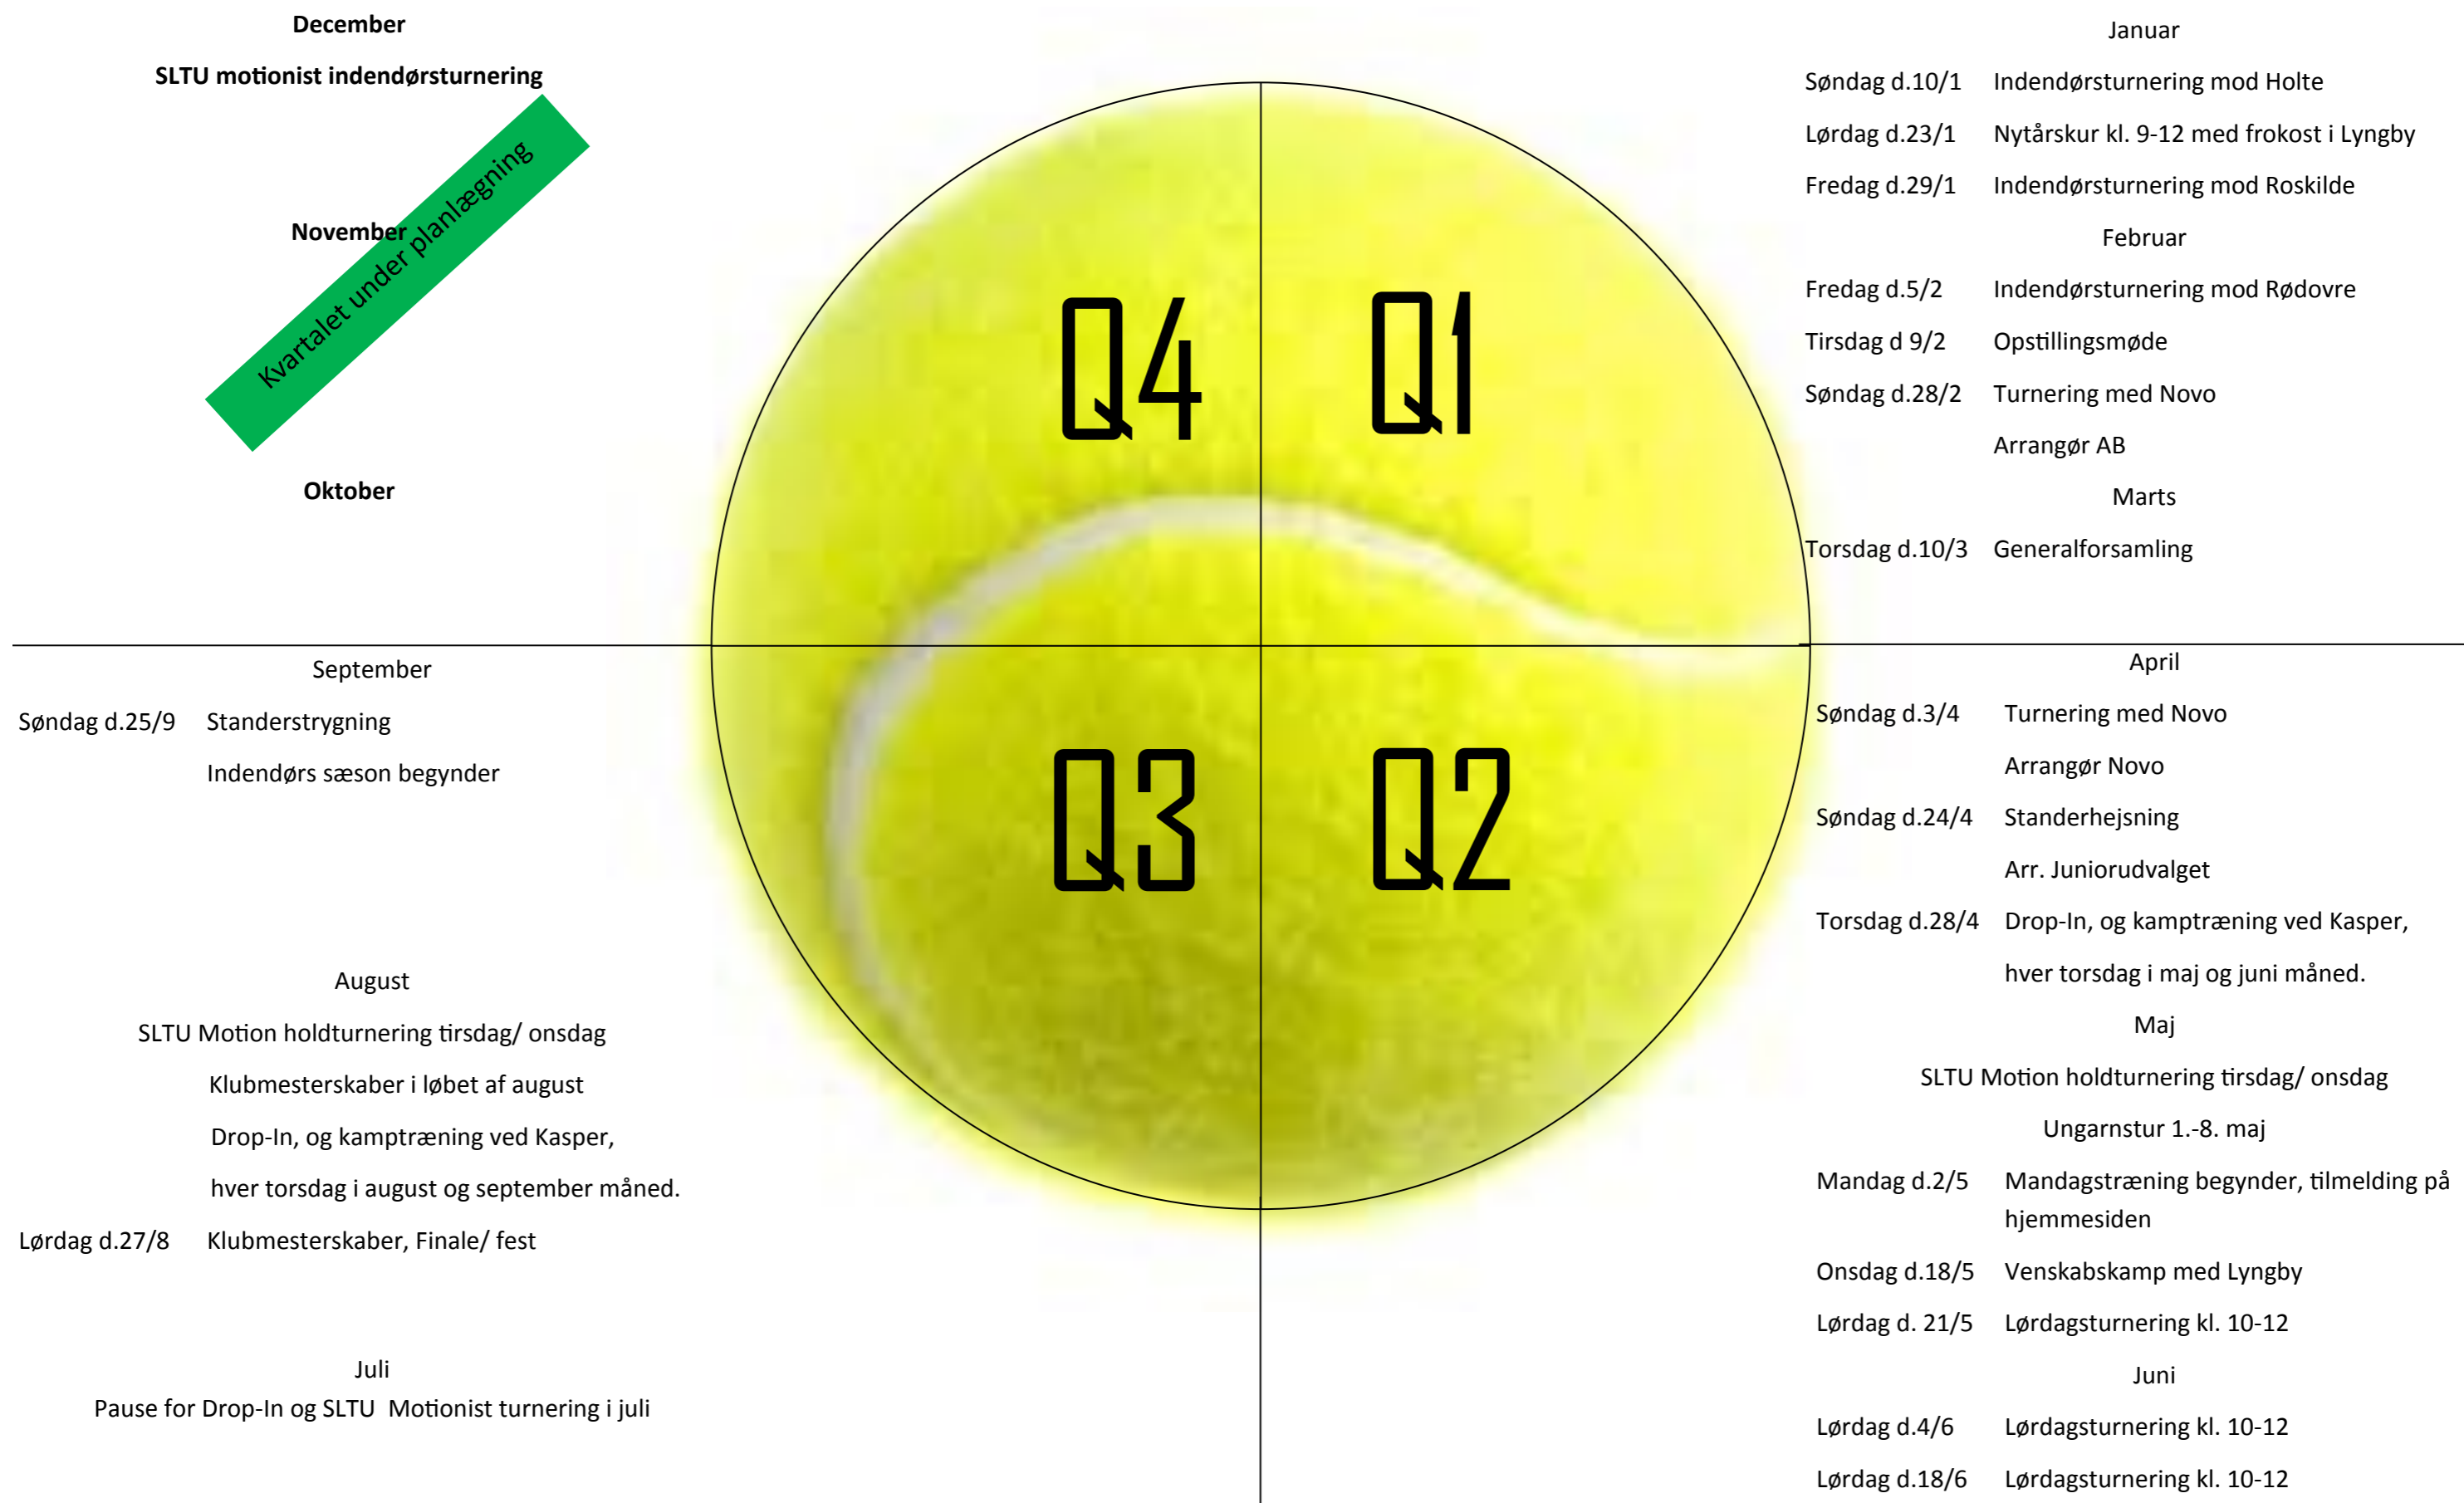 December
SLTU motionist indendørsturnering
Kvartalet under planlægning
November
Oktober
Q4
Q1
Januar
Søndag d.10/1 Indendørsturnering mod Holte
Lørdag d.23/1 Nytårskur kl. 9-12 med frokost i Lyngby
Fredag d.29/1 Indendørsturnering mod Roskilde
Februar
Fredag d.5/2 Indendørsturnering mod Rødovre
Tirsdag d 9/2 Opstillingsmøde
Søndag d.28/2 Turnering med Novo
Arrangør AB
Marts
Torsdag d.10/3 Generalforsamling
September
Søndag d.25/9 Standerstrygning
Indendørs sæson begynder
August
SLTU Motion holdturnering tirsdag/ onsdag
Klubmesterskaber i løbet af august
Drop-In, og kamptræning ved Kasper,
hver torsdag i august og september måned.
Lørdag d.27/8 Klubmesterskaber, Finale/ fest
Juli
Pause for Drop-In og SLTU  Motionist turnering i juli
Q3
Q2
April
Søndag d.3/4 Turnering med Novo
Arrangør Novo
Søndag d.24/4 Standerhejsning
Arr. Juniorudvalget
Torsdag d.28/4 Drop-In, og kamptræning ved Kasper,
hver torsdag i maj og juni måned.
Maj
SLTU Motion holdturnering tirsdag/ onsdag
Ungarnstur 1.-8. maj
Mandag d.2/5 Mandagstræning begynder, tilmelding på
hjemmesiden
Onsdag d.18/5 Venskabskamp med Lyngby
Lørdag d. 21/5 Lørdagsturnering kl. 10-12
Juni
Lørdag d.4/6 Lørdagsturnering kl. 10-12
Lørdag d.18/6 Lørdagsturnering kl. 10-12